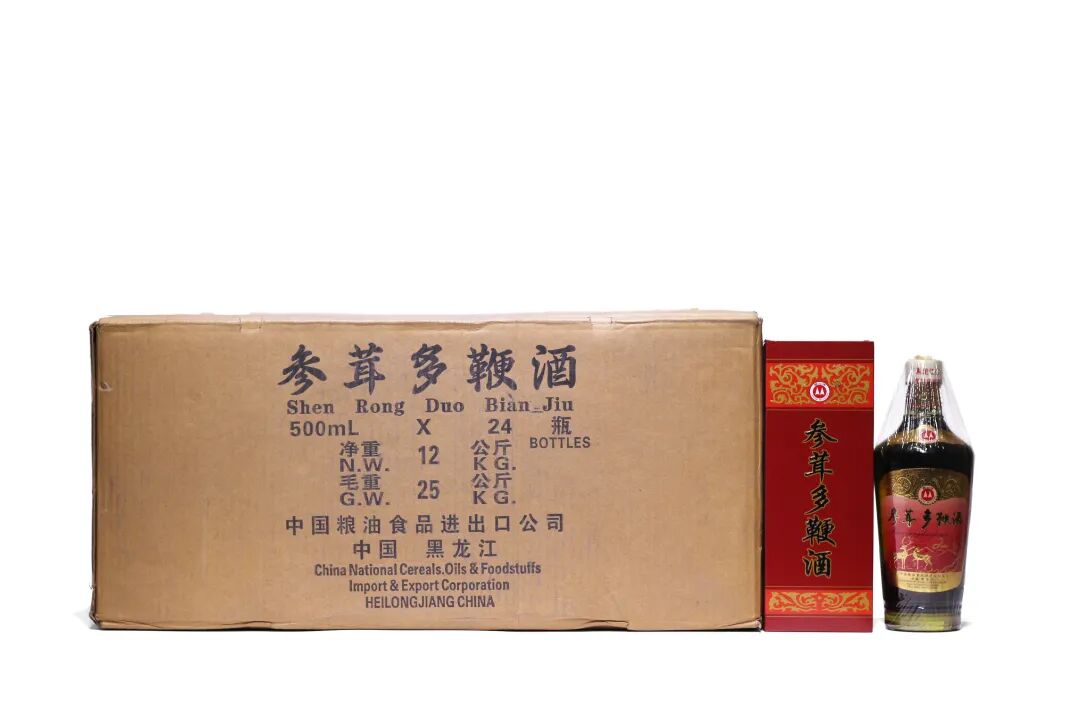 参茸多鞭酒
Shen Rong Duo Bian Jiu
500mL X 24 瓶
BOTTLES
净重 12 公斤
N.W. KG.
毛重 25 公斤
G.W. KG.
中国粮油食品进出口公司
中国 黑龙江
China National Cereals.Oils & Foodstuffs
Import & Export Corporation
HEILONGJIANG CHINA
参茸多鞭酒
参茸多鞭酒